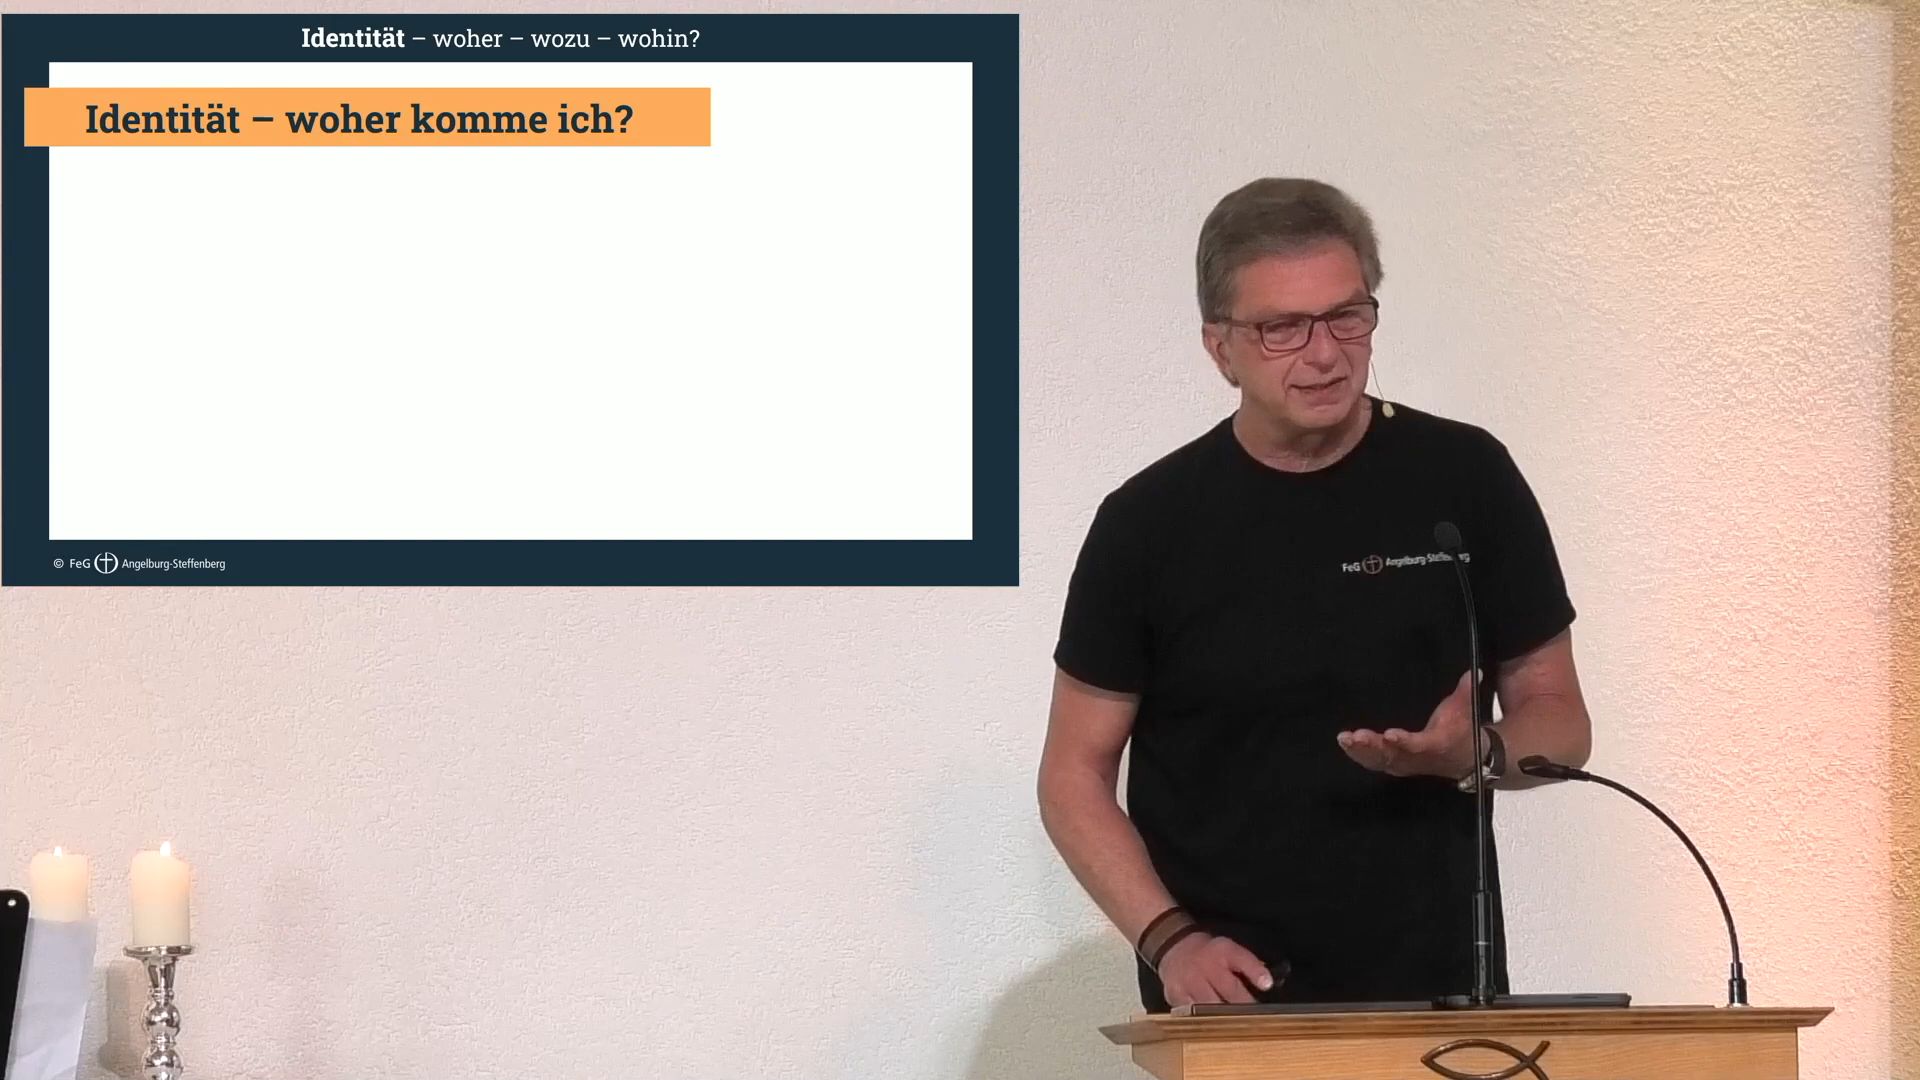 Identität – woher – wozu – wohin?
Identität – woher komme ich?
© FeG Angelburg-Steffenberg
FeG Angelburg-Steffenberg